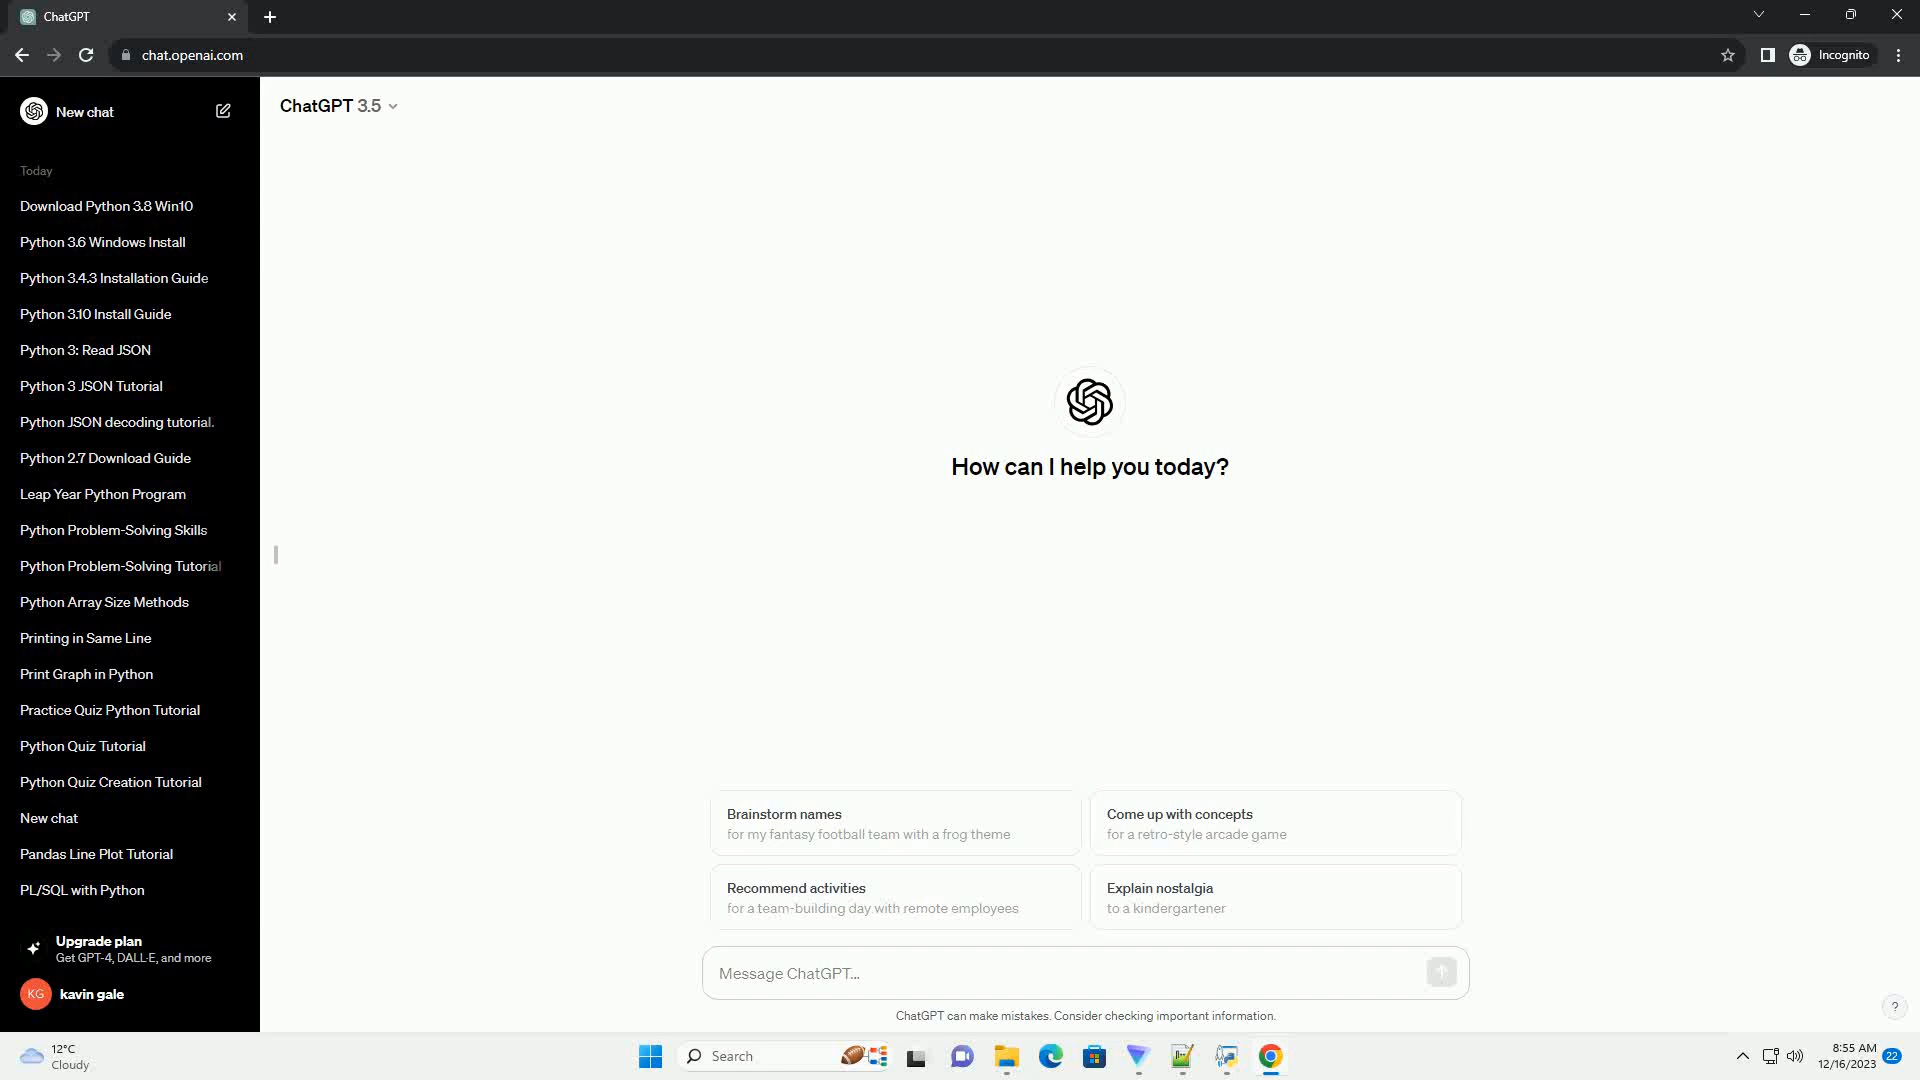 ChatGPT
chat.openai.com
Incognito
New chat
ChatGPT 3.5
Today
Download Python 3.8 Win10
Python 3.6 Windows Install
Python 3.4.3 Installation Guide
Python 3.10 Install Guide
Python 3: Read JSON
Python 3 JSON Tutorial
Python JSON decoding tutorial.
Python 2.7 Download Guide
Leap Year Python Program
Python Problem-Solving Skills
Python Problem-Solving Tutorial
Python Array Size Methods
Printing in Same Line
Print Graph in Python
Practice Quiz Python Tutorial
Python Quiz Tutorial
Python Quiz Creation Tutorial
New chat
Pandas Line Plot Tutorial
PL/SQL with Python
Upgrade plan
Get GPT-4, DALL·E, and more
KG
kavin gale
How can I help you today?
Brainstorm names
for my fantasy football team with a frog theme
Come up with concepts
for a retro-style arcade game
Recommend activities
for a team-building day with remote employees
Explain nostalgia
to a kindergartener
Message ChatGPT...
ChatGPT can make mistakes. Consider checking important information.
?
12°C
Cloudy
Search
8:55 AM
12/16/2023
22